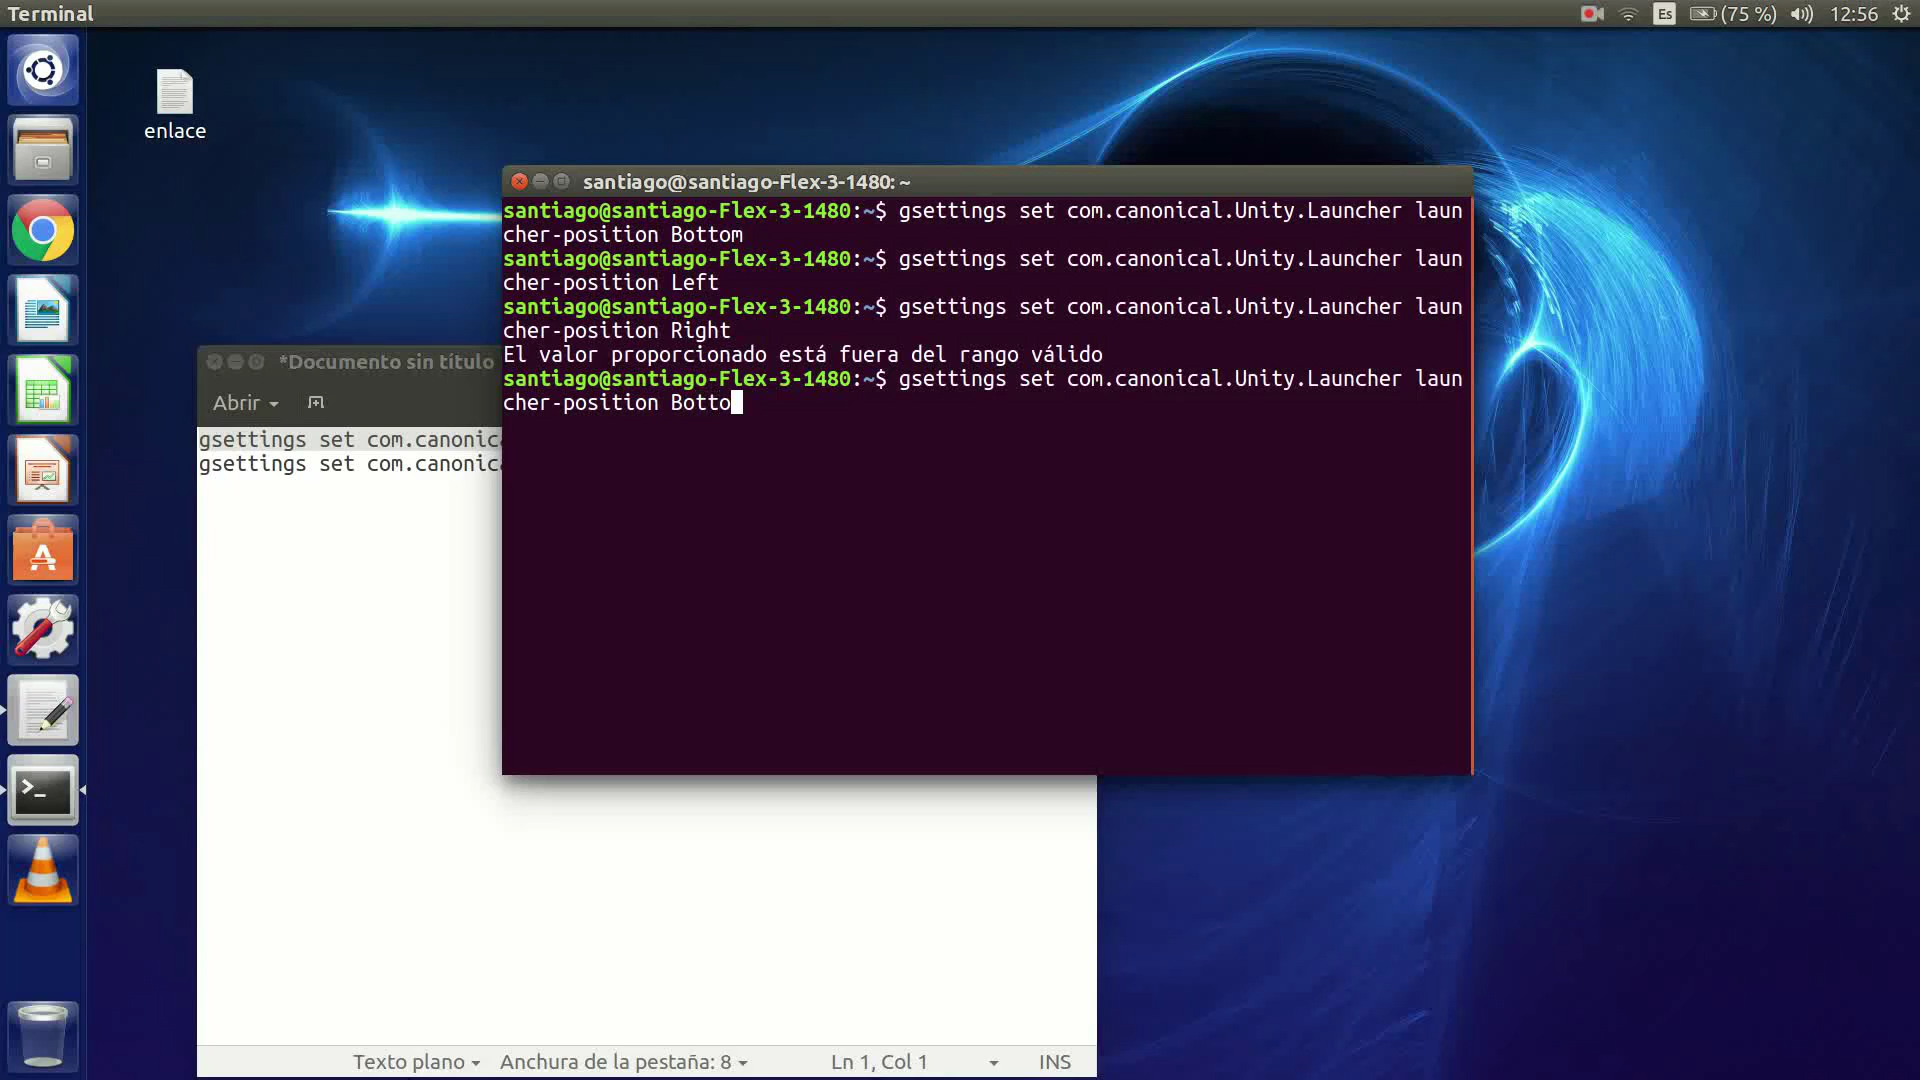 Terminal
Es
(75 %)
12:56
enlace
santiago@santiago-Flex-3-1480: ~
santiago@santiago-Flex-3-1480:~$ gsettings set com.canonical.Unity.Launcher laun
cher-position Bottom
santiago@santiago-Flex-3-1480:~$ gsettings set com.canonical.Unity.Launcher laun
cher-position Left
santiago@santiago-Flex-3-1480:~$ gsettings set com.canonical.Unity.Launcher laun
cher-position Right
El valor proporcionado está fuera del rango válido
santiago@santiago-Flex-3-1480:~$ gsettings set com.canonical.Unity.Launcher laun
cher-position Botto
*Documento sin título
Abrir
gsettings set com.canonic
gsettings set com.canonic
Texto plano
Anchura de la pestaña: 8
Ln 1, Col 1
INS